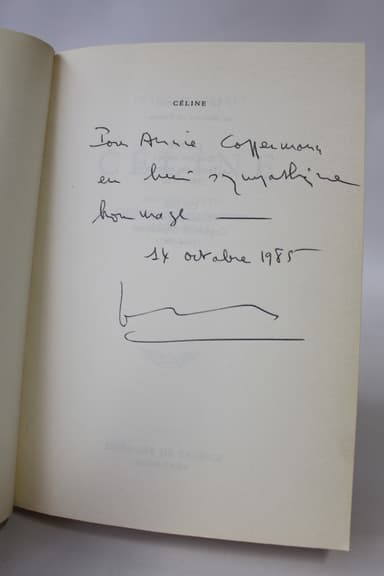 CÉLINE
Pour Annie Coppermann
en bien sympathique
hommage
14 octobre 1985